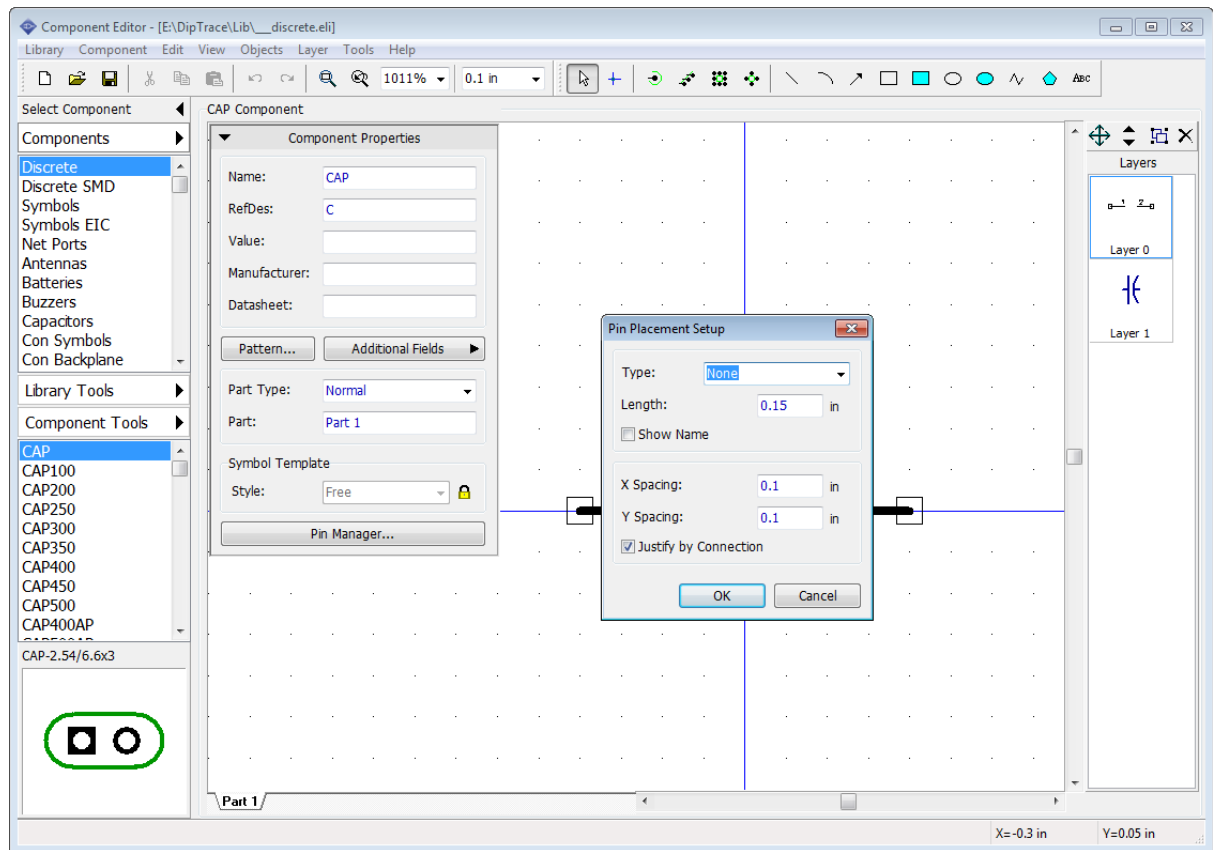 Component Editor - [E:\DipTrace\Lib\__discrete.eli]
Library Component Edit View Objects Layer Tools Help
1011% 0.1 in ABC
Select Component
CAP Component
Components
Discrete
Discrete SMD
Symbols
Symbols EIC
Net Ports
Antennas
Batteries
Buzzers
Capacitors
Con Symbols
Con Backplane
Library Tools
Component Tools
CAP
CAP100
CAP200
CAP250
CAP300
CAP350
CAP400
CAP450
CAP500
CAP400AP
CAP-2.54/6.6x3
Component Properties
Name: CAP
RefDes: C
Value:
Manufacturer:
Datasheet:
Pattern... Additional Fields
Part Type: Normal
Part: Part 1
Symbol Template
Style: Free
Pin Manager...
Pin Placement Setup
Type: None
Length: 0.15 in
Show Name
X Spacing: 0.1 in
Y Spacing: 0.1 in
Justify by Connection
OK Cancel
Layers
1 2
Layer 0
Layer 1
Part 1
X=-0.3 in Y=0.05 in